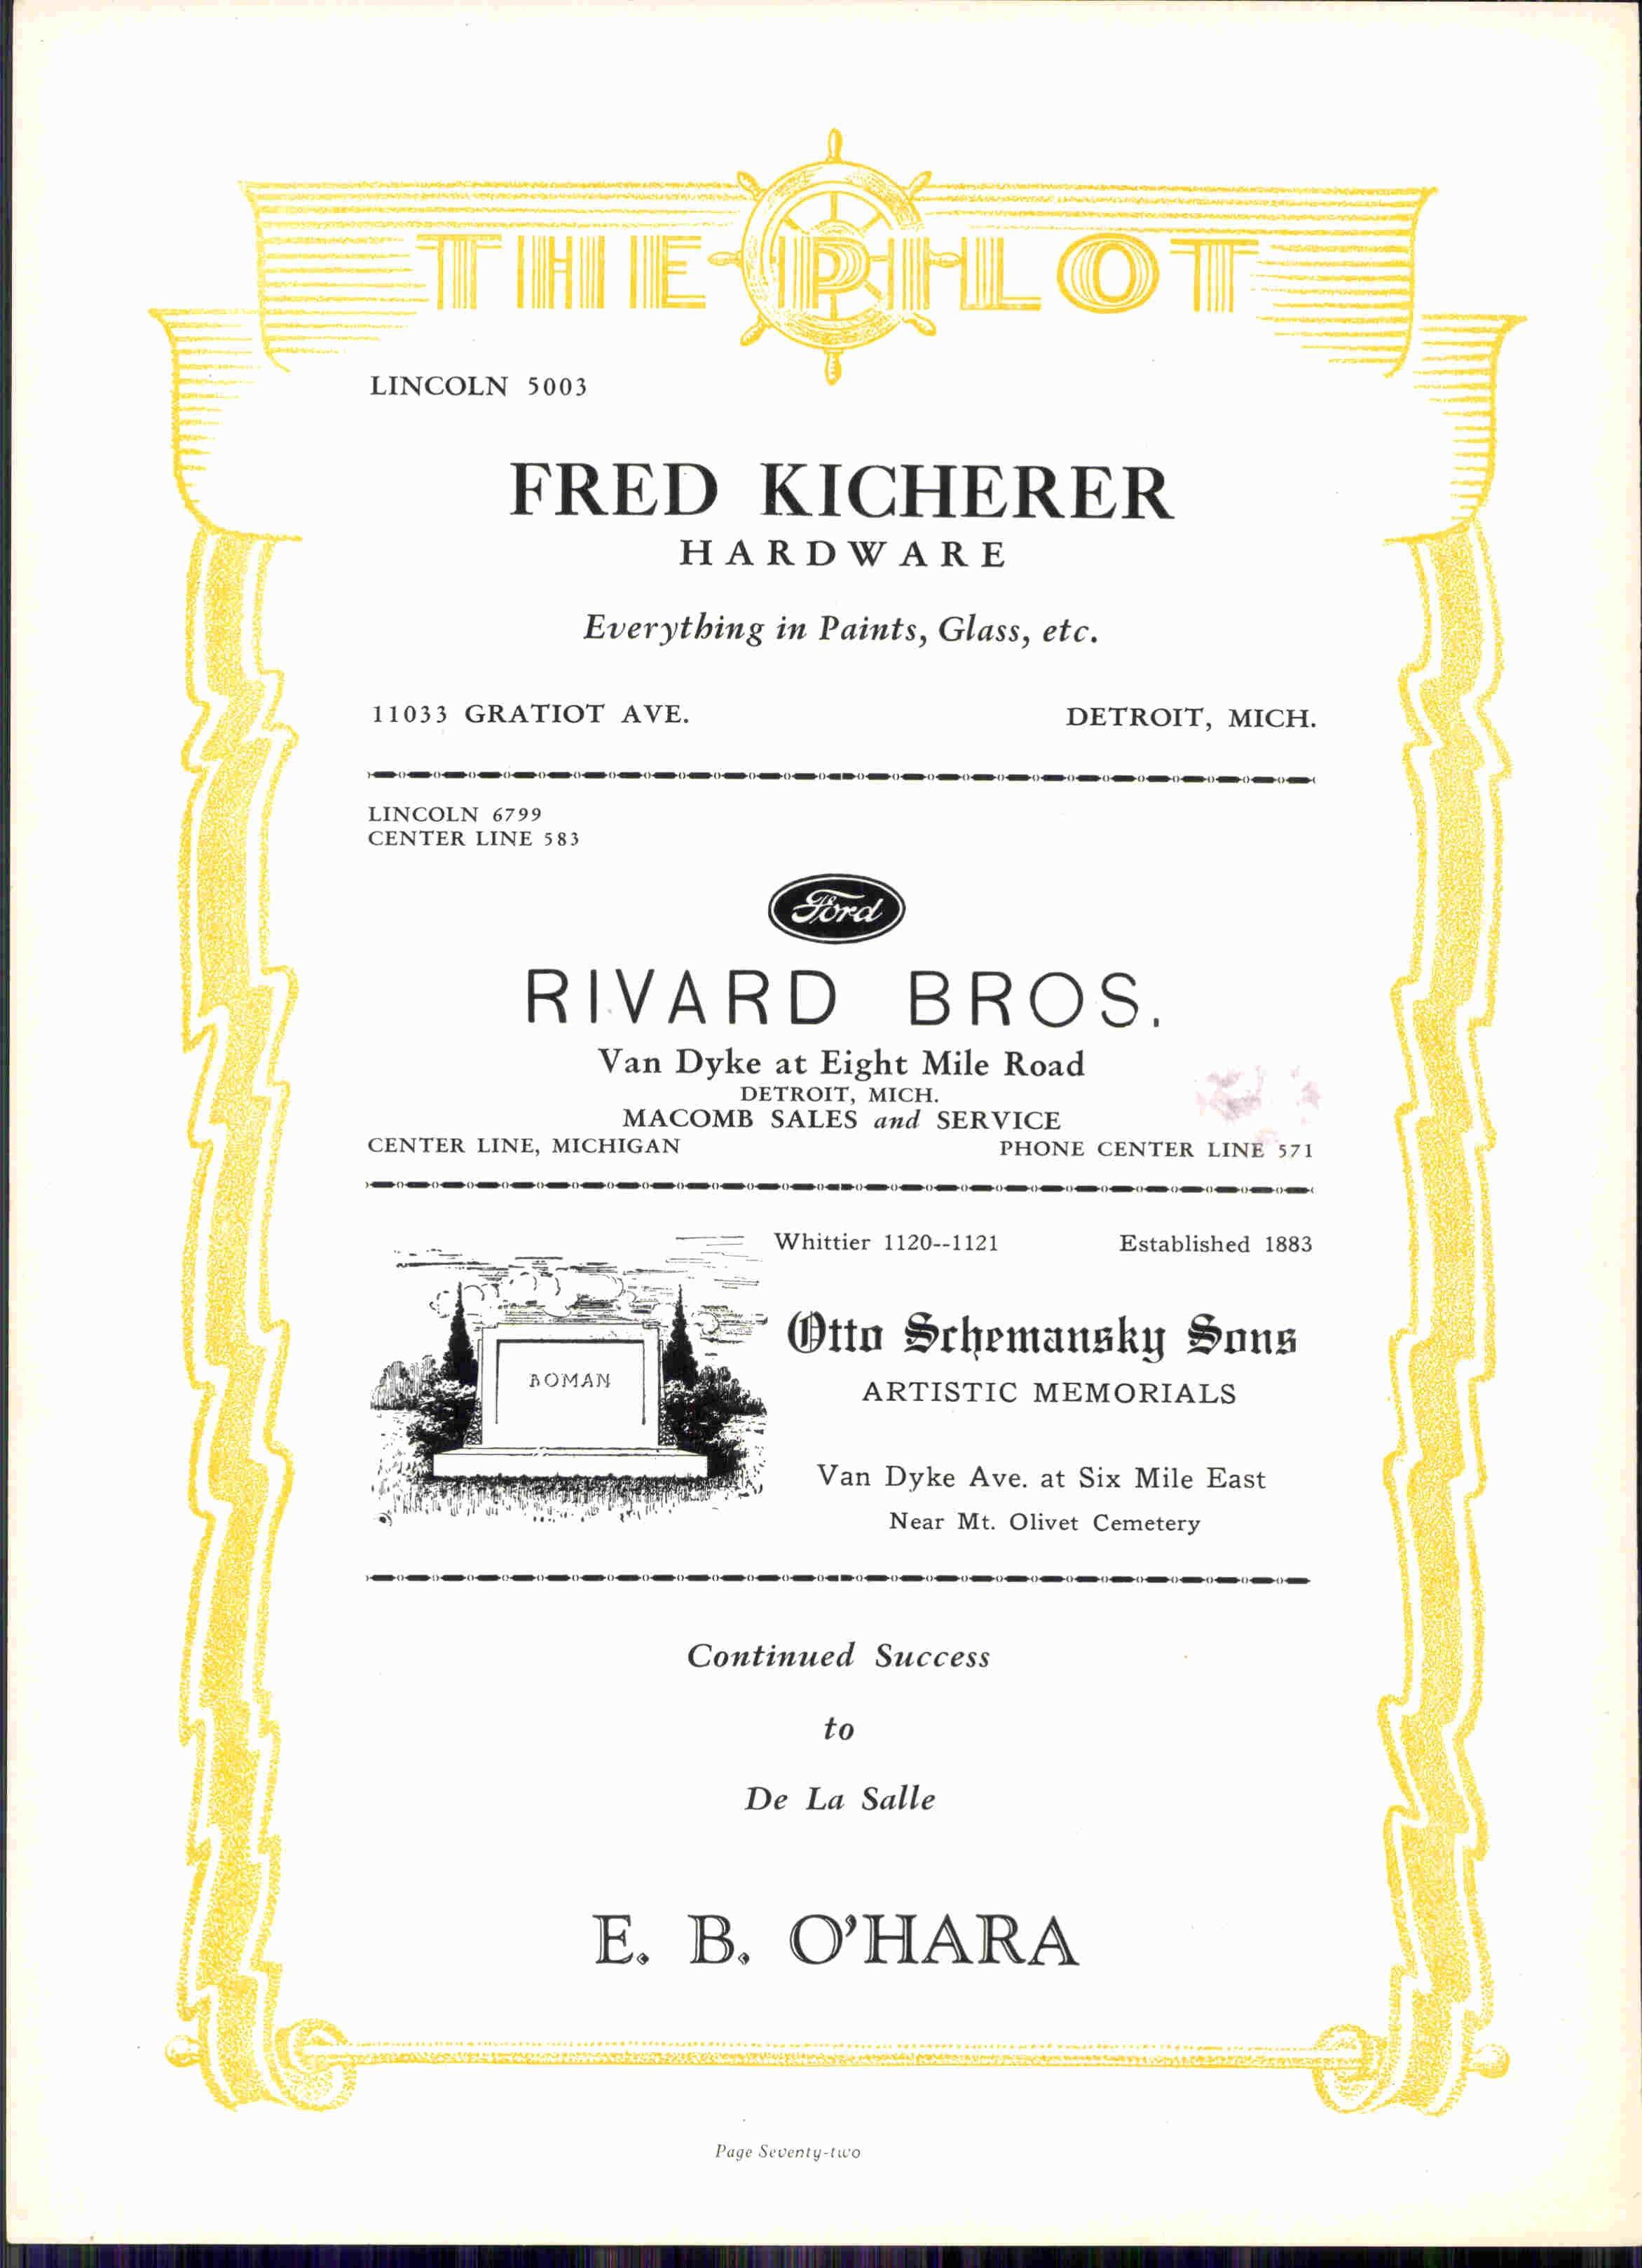 THE PILOT
LINCOLN 5003
FRED KICHERER
HARDWARE
Everything in Paints, Glass, etc.
11033 GRATIOT AVE. DETROIT, MICH.
LINCOLN 6799
CENTER LINE 583
Ford
RIVARD BROS.
Van Dyke at Eight Mile Road
DETROIT, MICH.
MACOMB SALES and SERVICE
CENTER LINE, MICHIGAN PHONE CENTER LINE 571
Whittier 1120--1121 Established 1883
Otto Schemansky Sons
ARTISTIC MEMORIALS
Van Dyke Ave. at Six Mile East
Near Mt. Olivet Cemetery
Continued Success
to
De La Salle
E. B. O'HARA
Page Seventy-two